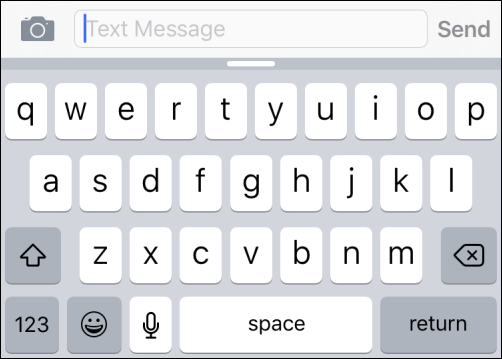 Text Message Send
q w e r t y u i o p
a s d f g h j k l
z x c v b n m
123 space return